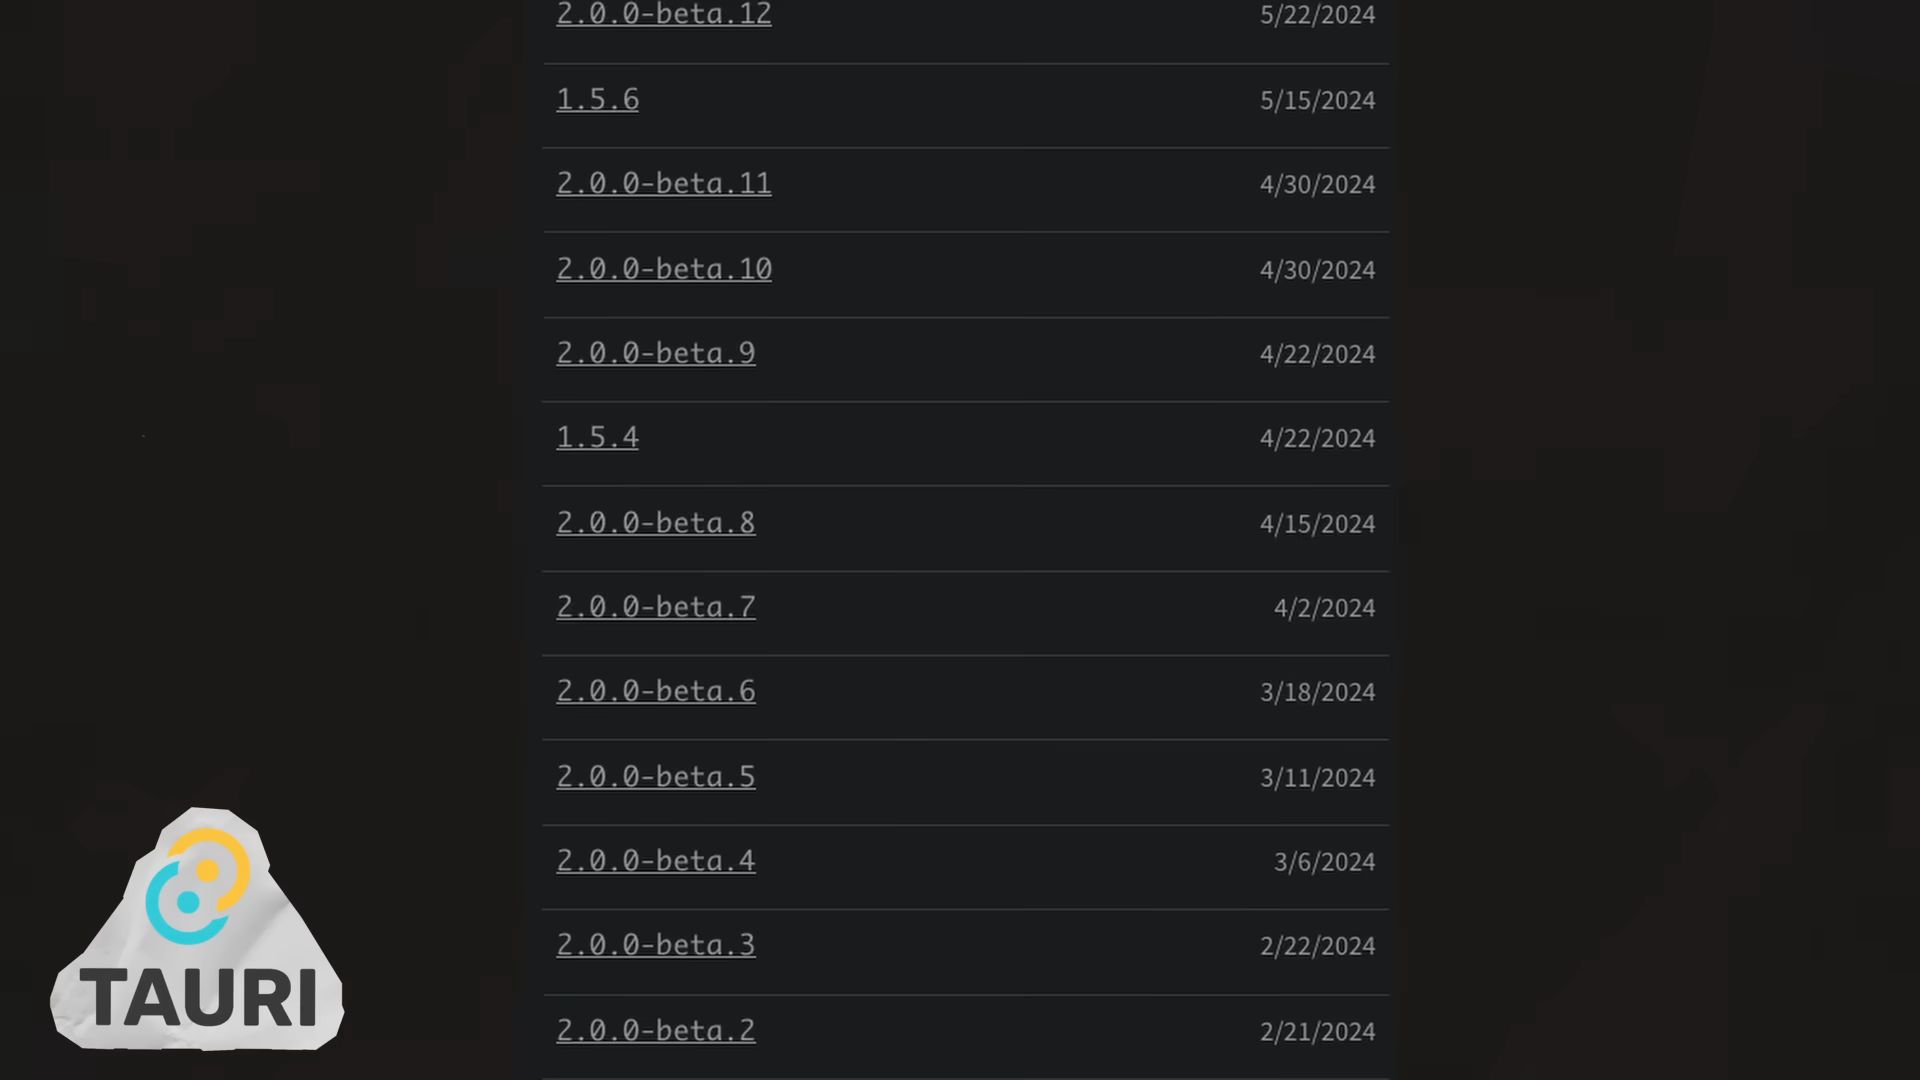 2.0.0-beta.12 5/22/2024
1.5.6 5/15/2024
2.0.0-beta.11 4/30/2024
2.0.0-beta.10 4/30/2024
2.0.0-beta.9 4/22/2024
1.5.4 4/22/2024
2.0.0-beta.8 4/15/2024
2.0.0-beta.7 4/2/2024
2.0.0-beta.6 3/18/2024
2.0.0-beta.5 3/11/2024
2.0.0-beta.4 3/6/2024
2.0.0-beta.3 2/22/2024
2.0.0-beta.2 2/21/2024
TAURI